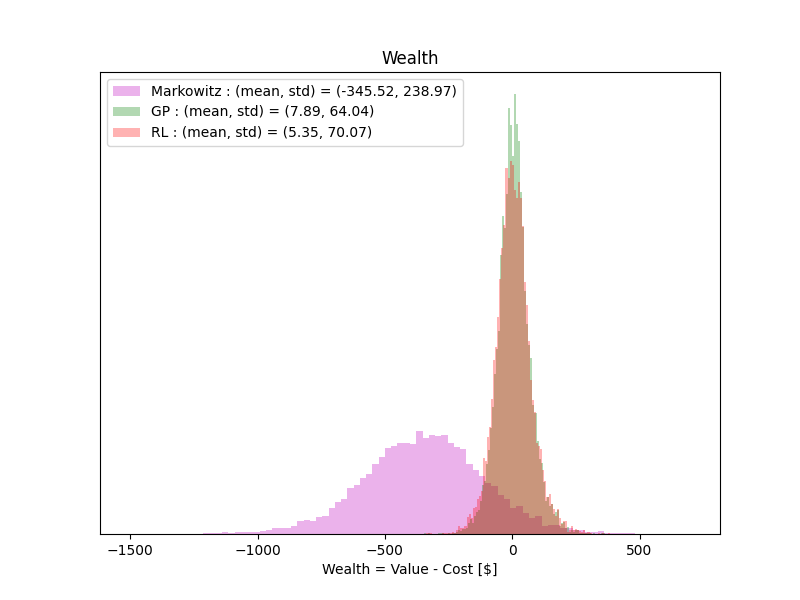 Wealth
Markowitz : (mean, std) = (-345.52, 238.97)
GP : (mean, std) = (7.89, 64.04)
RL : (mean, std) = (5.35, 70.07)
−1500 −1000 −500 0 500
Wealth = Value - Cost [$]